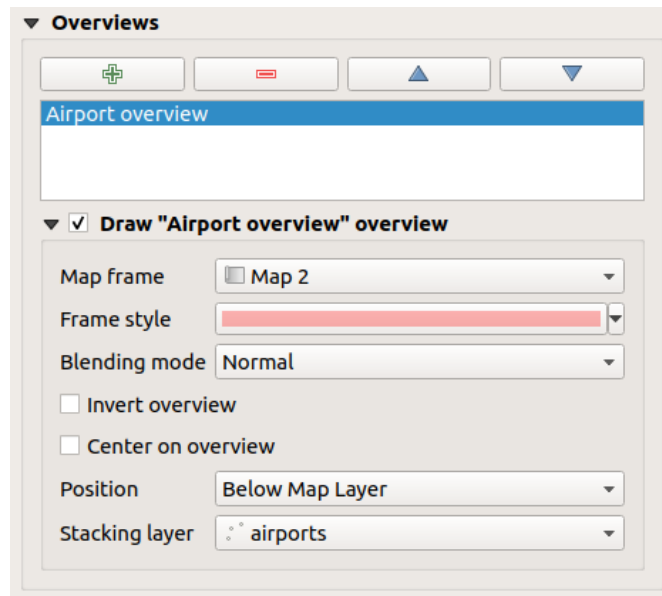 Overviews
Airport overview
Draw "Airport overview" overview
Map frame Map 2
Frame style
Blending mode Normal
Invert overview
Center on overview
Position Below Map Layer
Stacking layer airports